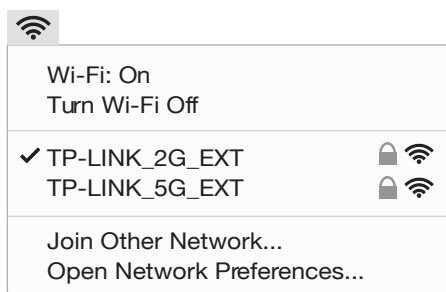 Wi-Fi: On
Turn Wi-Fi Off
TP-LINK_2G_EXT
TP-LINK_5G_EXT
Join Other Network...
Open Network Preferences...